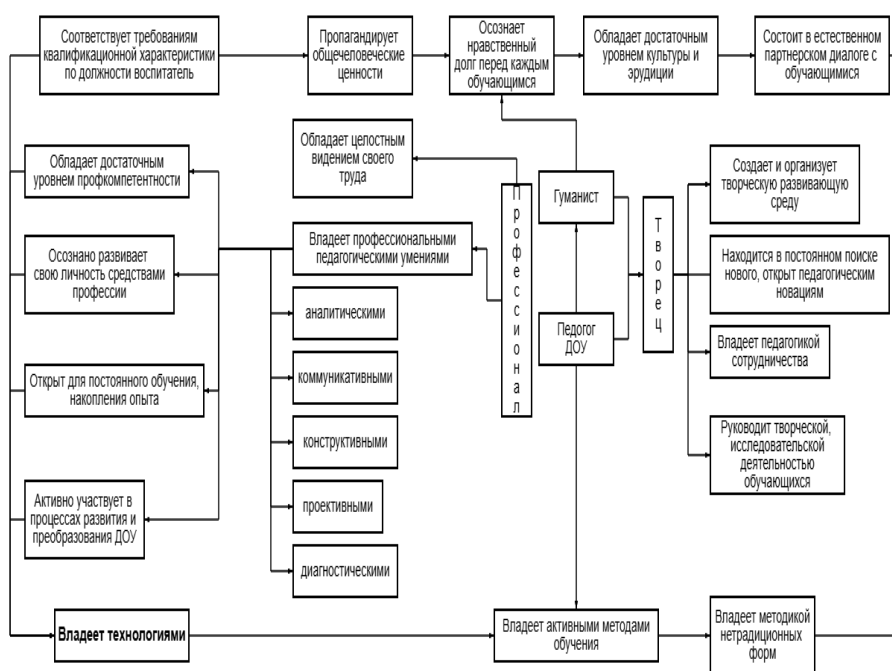 Соответствует требованиям
квалификационной характеристики
по должности воспитатель
Пропагандирует
общечеловеческие
ценности
Осознает
нравственный
долг перед каждым
обучающимся
Обладает достаточным
уровнем культуры и
эрудиции
Состоит в естественном
партнерском диалоге с
обучающимися
Обладает достаточным
уровнем профкомпетентности
Осознано развивает
свою личность средствами
профессии
Открыт для постоянного обучения,
накопления опыта
Активно участвует в
процессах развития и
преобразования ДОУ
Обладает целостным
видением своего
труда
Владеет профессиональными
педагогическими умениями
аналитическими
коммуникативными
конструктивными
проективными
диагностическими
Профессионал
Гуманист
Педогог
ДОУ
Творец
Создает и организует
творческую развивающую
среду
Находится в постоянном поиске
нового, открыт педагогическим
новациям
Владеет педагогикой
сотрудничества
Руководит творческой,
исследовательской
деятельностью
обучающихся
Владеет технологиями
Владеет активными методами
обучения
Владеет методикой
нетрадиционных
форм